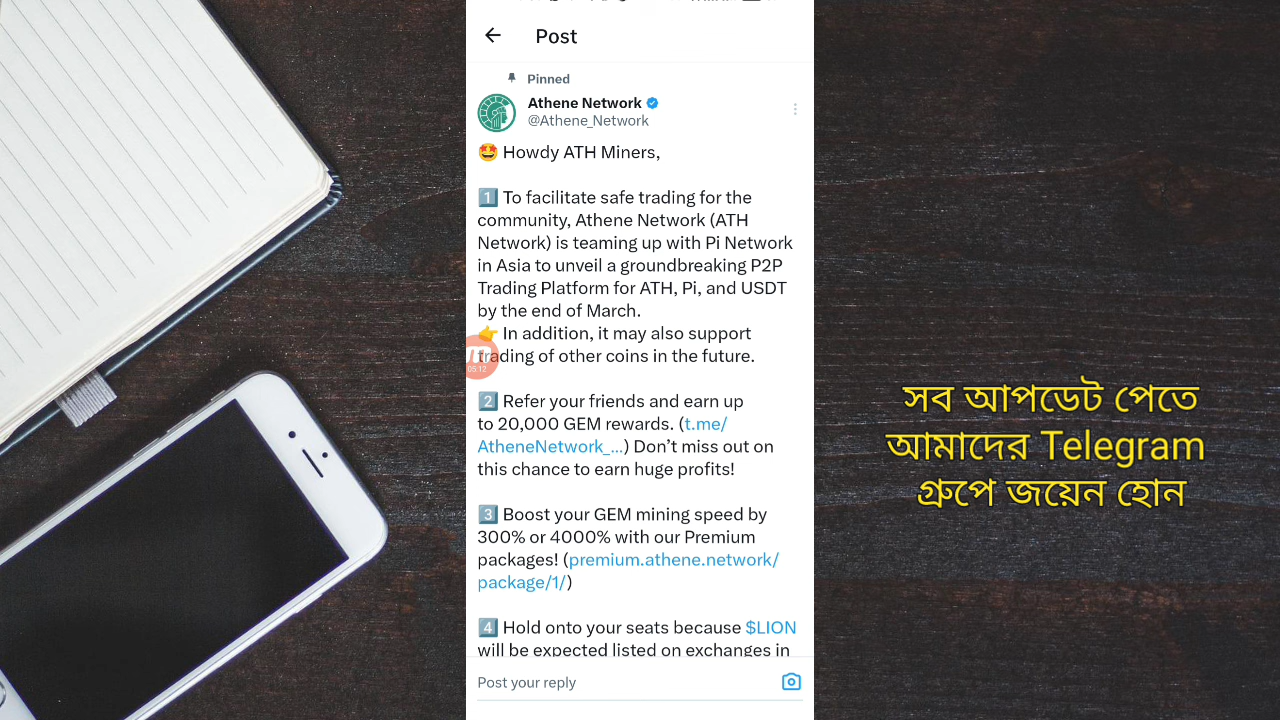 Post
Pinned
Athene Network
@Athene_Network
🤩 Howdy ATH Miners,
1️⃣ To facilitate safe trading for the
community, Athene Network (ATH
Network) is teaming up with Pi Network
in Asia to unveil a groundbreaking P2P
Trading Platform for ATH, Pi, and USDT
by the end of March.
👉 In addition, it may also support
trading of other coins in the future.
05:12
2️⃣ Refer your friends and earn up
to 20,000 GEM rewards. (t.me/
AtheneNetwork_...) Don’t miss out on
this chance to earn huge profits!
3️⃣ Boost your GEM mining speed by
300% or 4000% with our Premium
packages! (premium.athene.network/
package/1/)
4️⃣ Hold onto your seats because $LION
will be expected listed on exchanges in
Post your reply
সব আপডেট পেতে
আমাদের Telegram
গ্রুপে জয়েন হোন